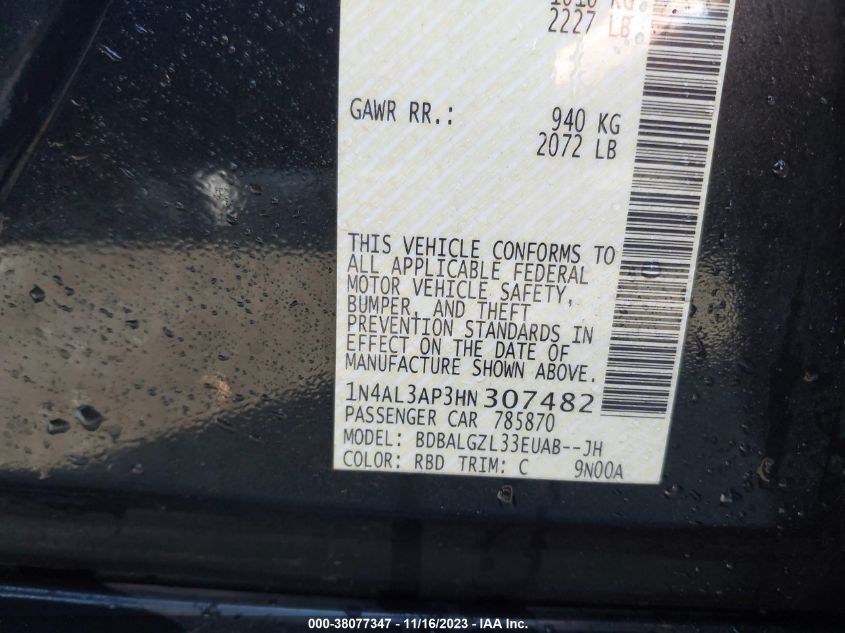 2227 LB
GAWR RR.: 940 KG
2072 LB
THIS VEHICLE CONFORMS TO
ALL APPLICABLE FEDERAL
MOTOR VEHICLE SAFETY,
BUMPER, AND THEFT
PREVENTION STANDARDS IN
EFFECT ON THE DATE OF
MANUFACTURE SHOWN ABOVE.
1N4AL3AP3HN307482
PASSENGER CAR 785870
MODEL: BDBALGZL33EUAB--JH
COLOR: RBD TRIM: C 9N00A
000-38077347 - 11/16/2023 - IAA Inc.